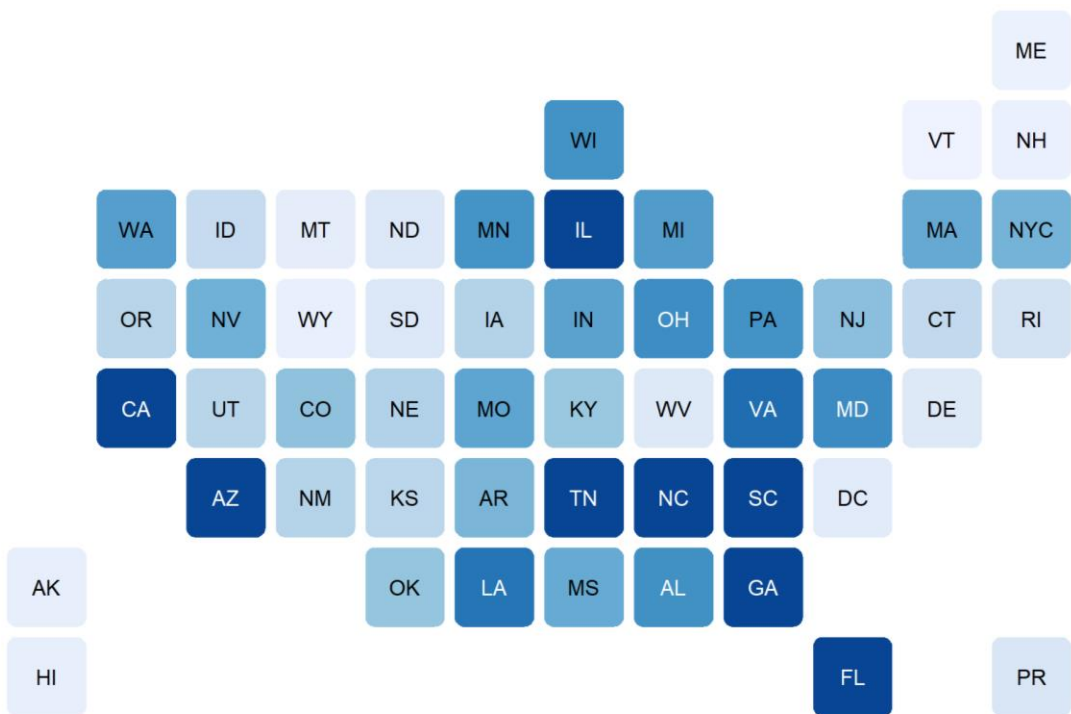 ME
WI VT NH
WA ID MT ND MN IL MI MA NYC
OR NV WY SD IA IN OH PA NJ CT RI
CA UT CO NE MO KY WV VA MD DE
AZ NM KS AR TN NC SC DC
AK OK LA MS AL GA
HI FL PR